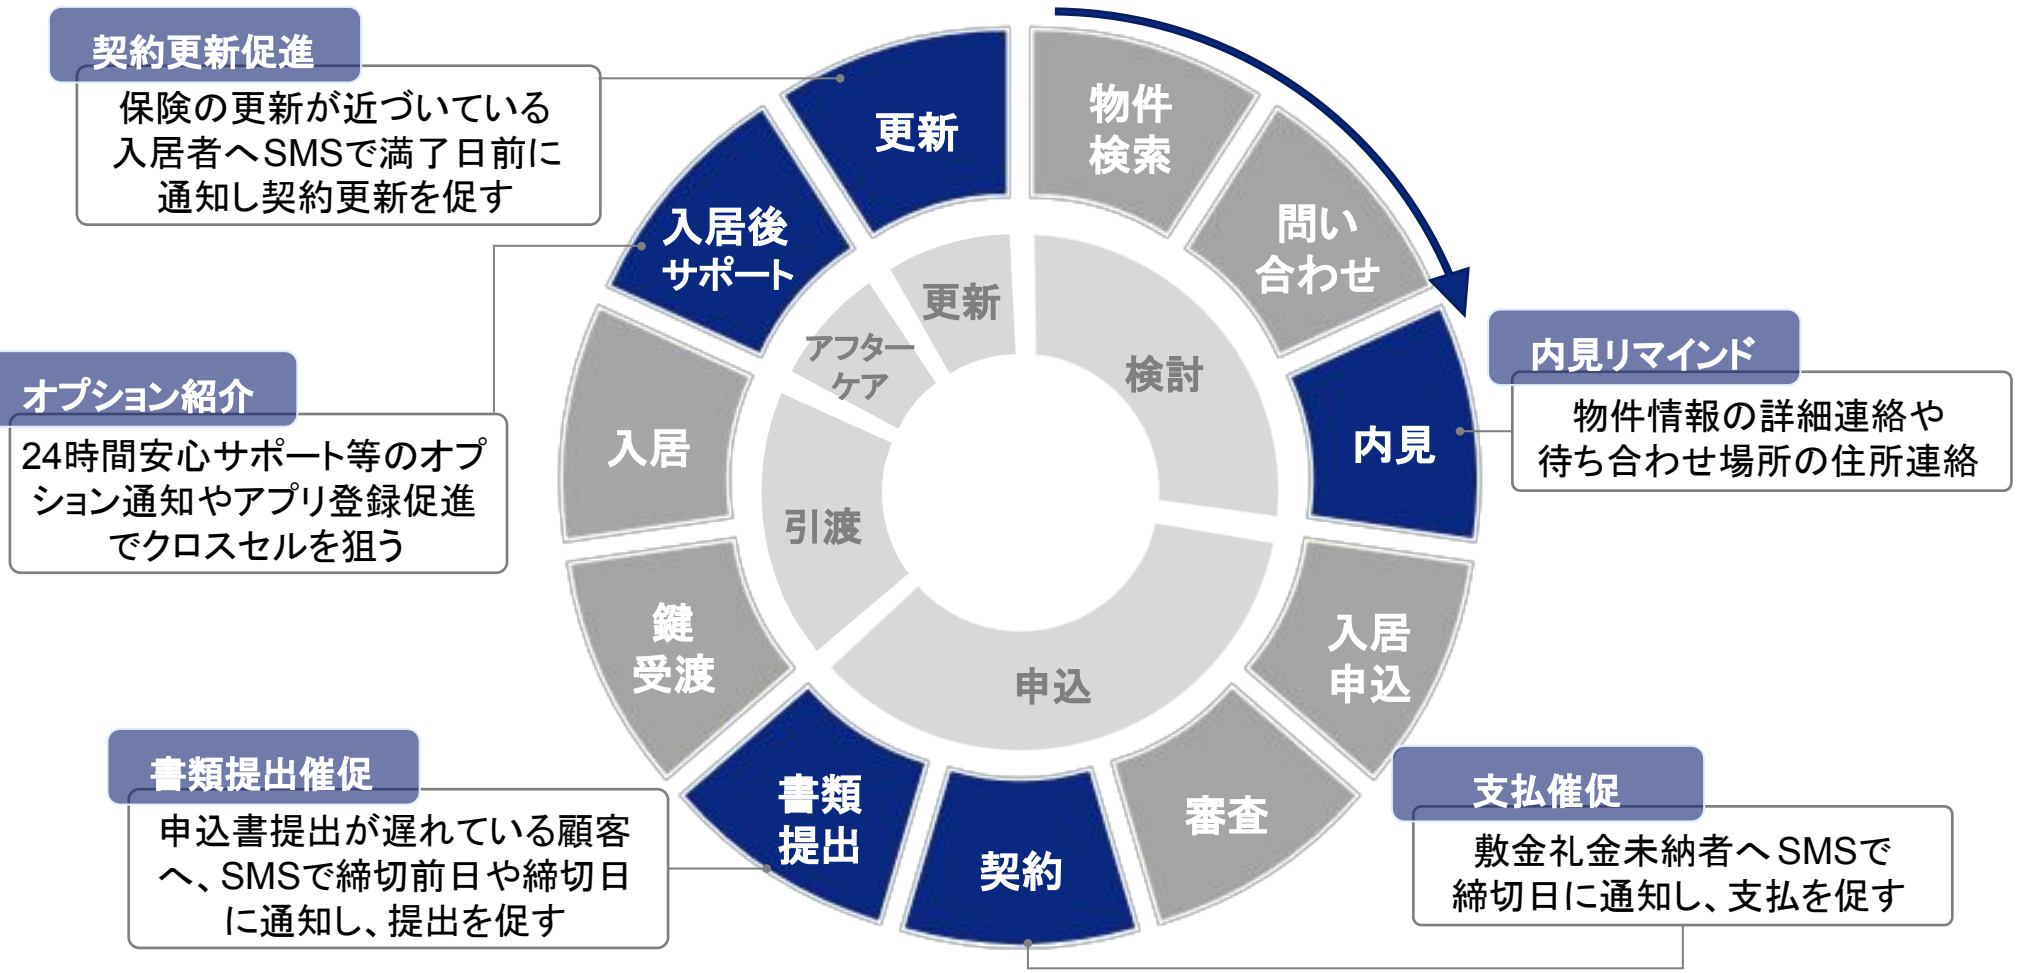 契約更新促進
保険の更新が近づいている
入居者へSMSで満了日前に
通知し契約更新を促す
オプション紹介
24時間安心サポート等のオプ
ション通知やアプリ登録促進
でクロスセルを狙う
書類提出催促
申込書提出が遅れている顧客
へ、SMSで締切前日や締切日
に通知し、提出を促す
更新
物件
検索
問い
合わせ
内見
入居
申込
審査
契約
書類
提出
鍵
受渡
入居
入居後
サポート
検討
申込
引渡
アフター
ケア
更新
内見リマインド
物件情報の詳細連絡や
待ち合わせ場所の住所連絡
支払催促
敷金礼金未納者へSMSで
締切日に通知し、支払を促す